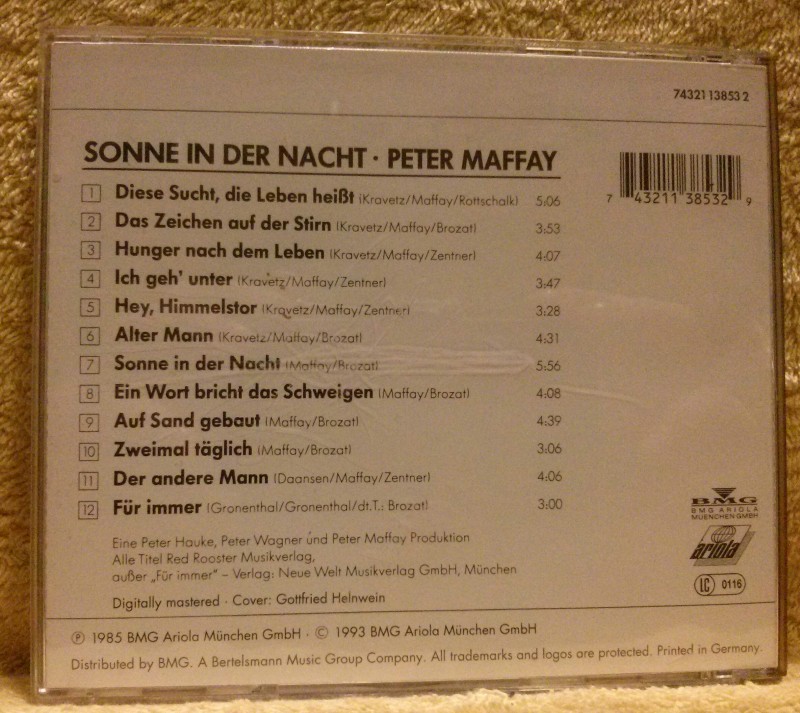 74321 13853 2
SONNE IN DER NACHT · PETER MAFFAY
7 43211 38532 9
1 Diese Sucht, die Leben heißt (Kravetz/Maffay/Rottschalk) 5:06
2 Das Zeichen auf der Stirn (Kravetz/Maffay/Brozat) 3:53
3 Hunger nach dem Leben (Kravetz/Maffay/Zentner) 4:07
4 Ich geh' unter (Kravetz/Maffay/Zentner) 3:47
5 Hey, Himmelstor (Kravetz/Maffay/Zentner) 3:28
6 Alter Mann (Kravetz/Maffay/Brozat) 4:31
7 Sonne in der Nacht (Maffay/Brozat) 5:56
8 Ein Wort bricht das Schweigen (Maffay/Brozat) 4:08
9 Auf Sand gebaut (Maffay/Brozat) 4:39
10 Zweimal täglich (Maffay/Brozat) 3:06
11 Der andere Mann (Daansen/Maffay/Zentner) 4:06
12 Für immer (Gronenthal/Gronenthal/dt.T.: Brozat) 3:00
BMG
BMG ARIOLA
MUENCHEN GMBH
ariola
LC 0116
Eine Peter Hauke, Peter Wagner und Peter Maffay Produktion
Alle Titel Red Rooster Musikverlag,
außer „Für immer" – Verlag: Neue Welt Musikverlag GmbH, München
Digitally mastered · Cover: Gottfried Helnwein
℗ 1985 BMG Ariola München GmbH · © 1993 BMG Ariola München GmbH
Distributed by BMG. A Bertelsmann Music Group Company. All trademarks and logos are protected. Printed in Germany.